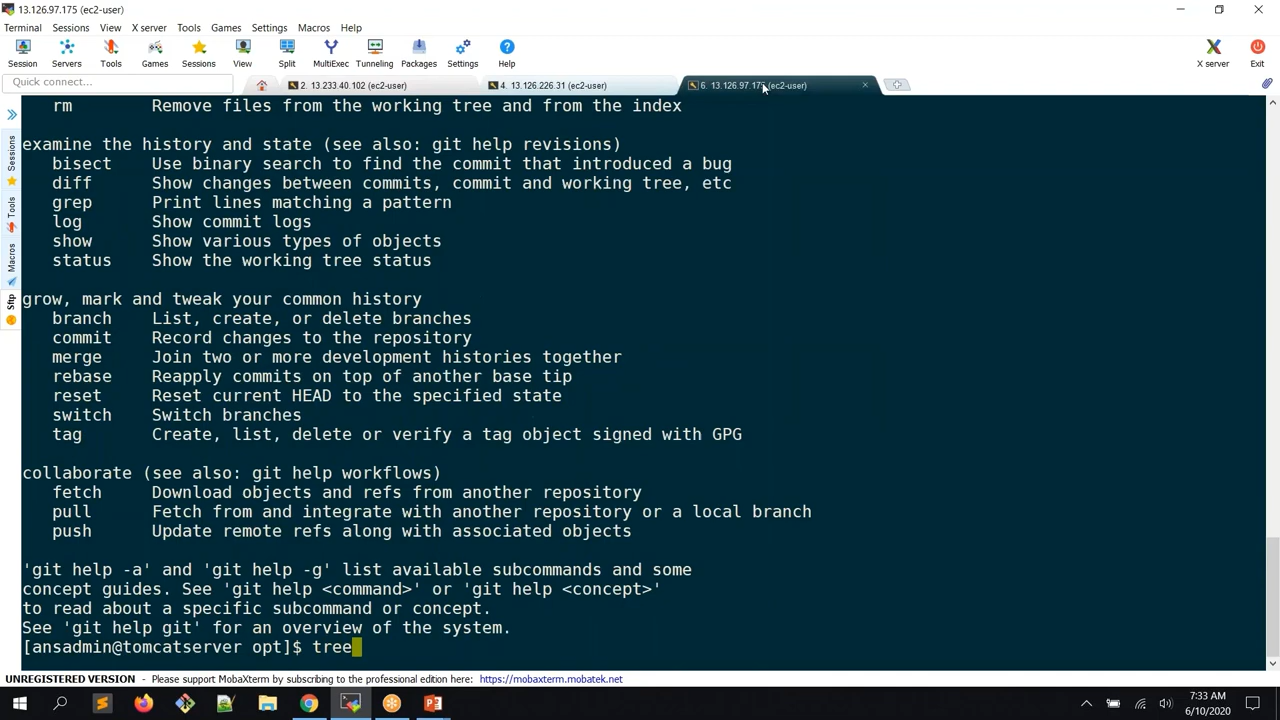 13.126.97.175 (ec2-user)
Terminal Sessions View X server Tools Games Settings Macros Help
Session Servers Tools Games Sessions View Split MultiExec Tunneling Packages Settings Help X server Exit
Quick connect... 2. 13.233.40.102 (ec2-user) 4. 13.126.226.31 (ec2-user) 6. 13.126.97.175 (ec2-user)
Sessions
Tools
Macros
Sftp
rm Remove files from the working tree and from the index
examine the history and state (see also: git help revisions)
bisect Use binary search to find the commit that introduced a bug
diff Show changes between commits, commit and working tree, etc
grep Print lines matching a pattern
log Show commit logs
show Show various types of objects
status Show the working tree status
grow, mark and tweak your common history
branch List, create, or delete branches
commit Record changes to the repository
merge Join two or more development histories together
rebase Reapply commits on top of another base tip
reset Reset current HEAD to the specified state
switch Switch branches
tag Create, list, delete or verify a tag object signed with GPG
collaborate (see also: git help workflows)
fetch Download objects and refs from another repository
pull Fetch from and integrate with another repository or a local branch
push Update remote refs along with associated objects
'git help -a' and 'git help -g' list available subcommands and some
concept guides. See 'git help <command>' or 'git help <concept>'
to read about a specific subcommand or concept.
See 'git help git' for an overview of the system.
[ansadmin@tomcatserver opt]$ tree
UNREGISTERED VERSION - Please support MobaXterm by subscribing to the professional edition here: https://mobaxterm.mobatek.net
7:33 AM
6/10/2020